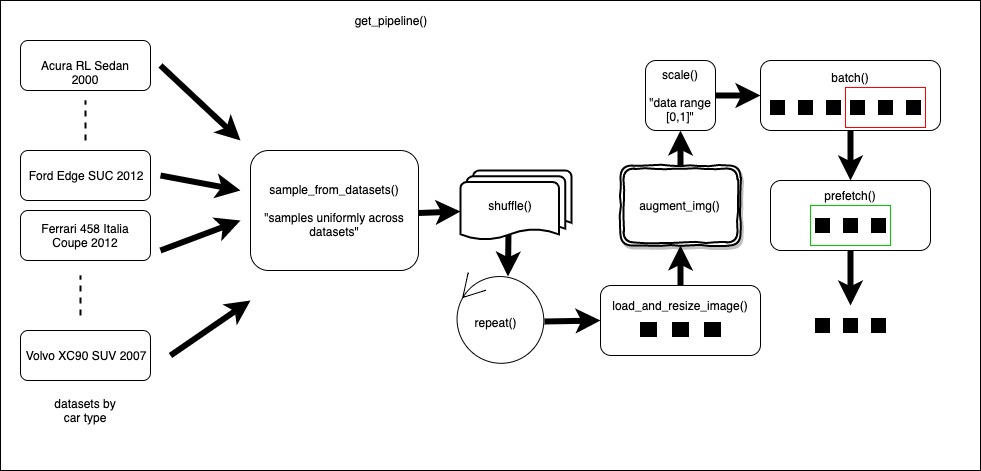 get_pipeline()
Acura RL Sedan
2000
Ford Edge SUC 2012
Ferrari 458 Italia
Coupe 2012
Volvo XC90 SUV 2007
datasets by
car type
sample_from_datasets()
"samples uniformly across
datasets"
shuffle()
repeat()
load_and_resize_image()
augment_img()
scale()
"data range
[0,1]"
batch()
prefetch()